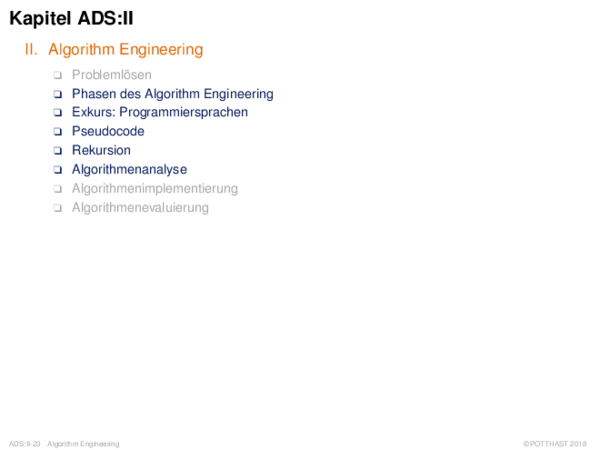 Kapitel ADS:II
II. Algorithm Engineering
❑ Problemlösen
❑ Phasen des Algorithm Engineering
❑ Exkurs: Programmiersprachen
❑ Pseudocode
❑ Rekursion
❑ Algorithmenanalyse
❑ Algorithmenimplementierung
❑ Algorithmenevaluierung
ADS:II-23 Algorithm Engineering ©POTTHAST 2018